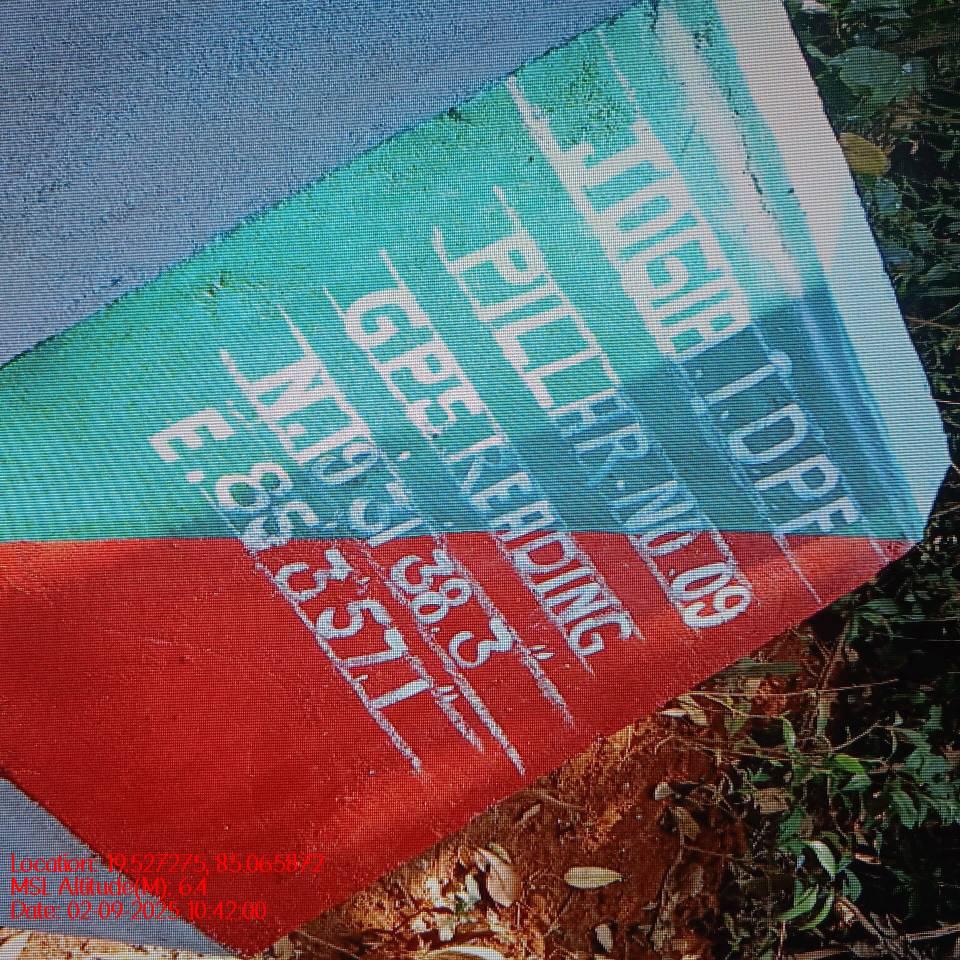 JUGIA.I.DPF
PILLAR.NO.09
GPS READING
N.19°31'38.3"
E.85°3'57.1"
Location: 19.527275, 85.065872
MSL Altitude(M): 6.4
Date: 02-09-2025 10:42:00